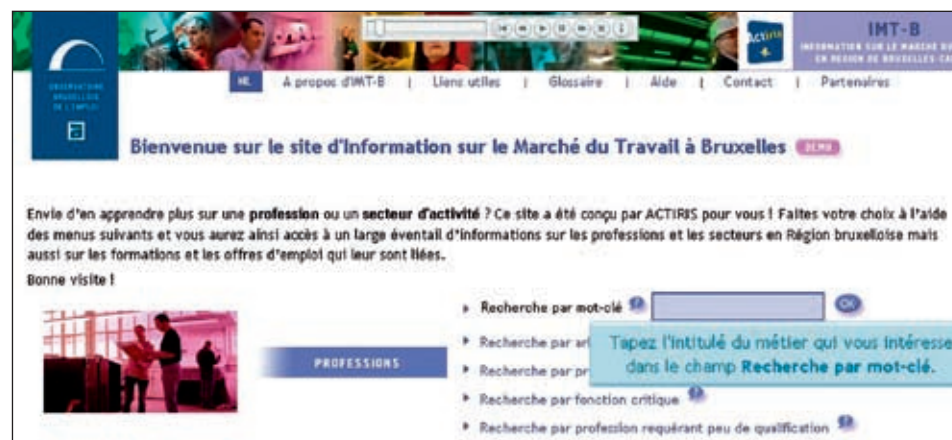 Actiris
IMT-B
INFORMATION SUR LE MARCHÉ
EN RÉGION DE BRUXELLES-CA
OBSERVATOIRE
BRUXELLOIS
DE L'EMPLOI
NL
A propos d'IMT-B | Liens utiles | Glossaire | Aide | Contact | Partenaires
Bienvenue sur le site d'Information sur le Marché du Travail à Bruxelles DEMO
Envie d'en apprendre plus sur une profession ou un secteur d'activité ? Ce site a été conçu par ACTIRIS pour vous ! Faites votre choix à l'aide
des menus suivants et vous aurez ainsi accès à un large éventail d'informations sur les professions et les secteurs en Région bruxelloise mais
aussi sur les formations et les offres d'emploi qui leur sont liées.
Bonne visite !
PROFESSIONS
Recherche par mot-clé ? OK
Recherche par
Recherche par
Tapez l'intitulé du métier qui vous intéresse
dans le champ Recherche par mot-clé.
Recherche par fonction critique ?
Recherche par profession requérant peu de qualification ?